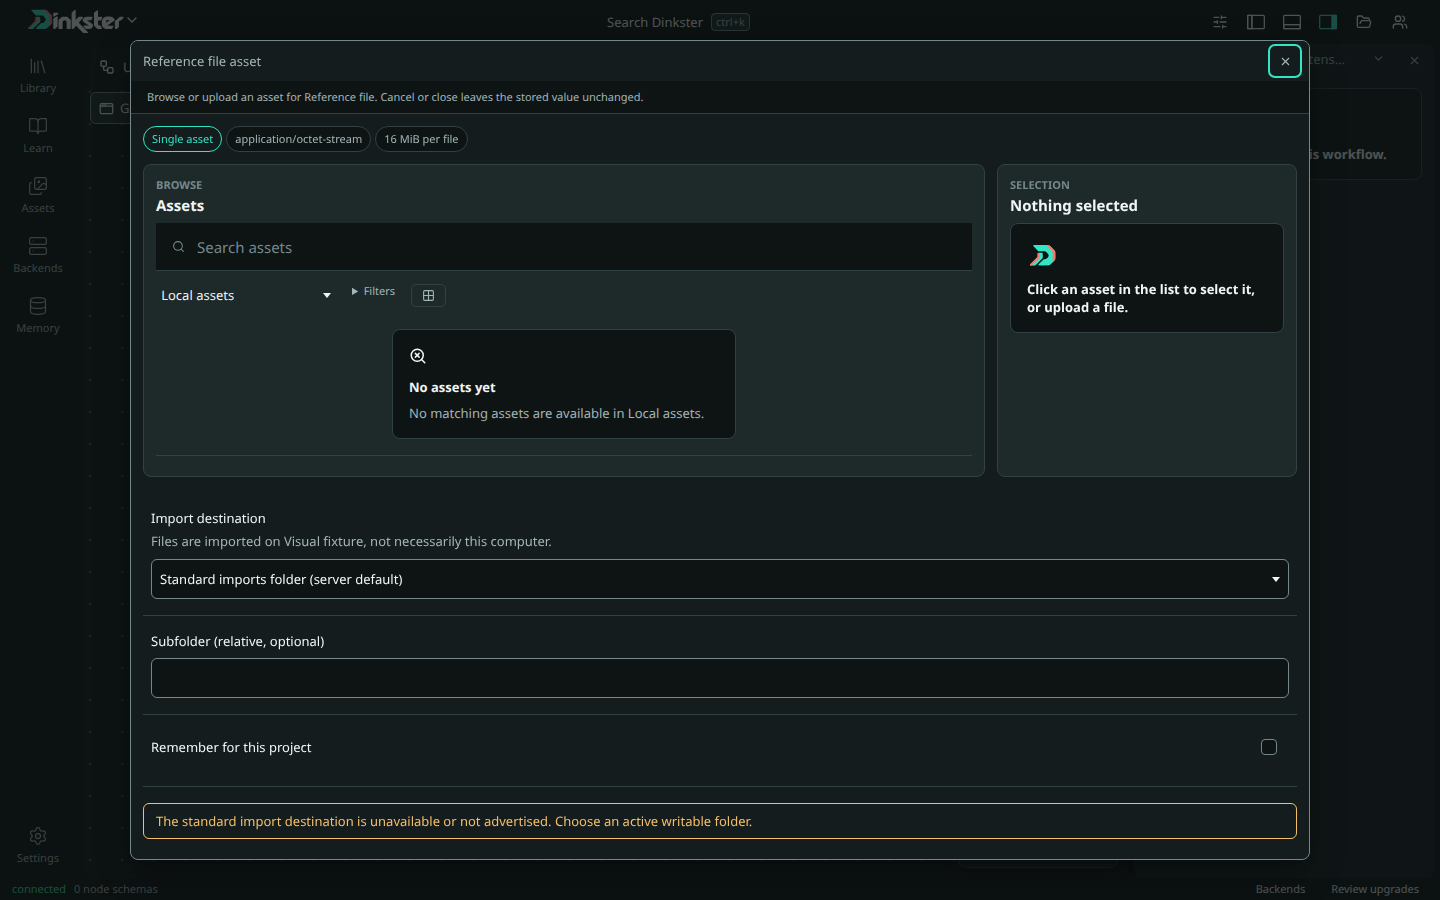 Dinkster
Search Dinkster ctrl+k
Library
Learn
Assets
Backends
Memory
Settings
Reference file asset
Browse or upload an asset for Reference file. Cancel or close leaves the stored value unchanged.
Single asset
application/octet-stream
16 MiB per file
BROWSE
Assets
Search assets
Local assets
Filters
No assets yet
No matching assets are available in Local assets.
SELECTION
Nothing selected
Click an asset in the list to select it,
or upload a file.
is workflow.
Import destination
Files are imported on Visual fixture, not necessarily this computer.
Standard imports folder (server default)
Subfolder (relative, optional)
Remember for this project
The standard import destination is unavailable or not advertised. Choose an active writable folder.
connected 0 node schemas
Backends
Review upgrades